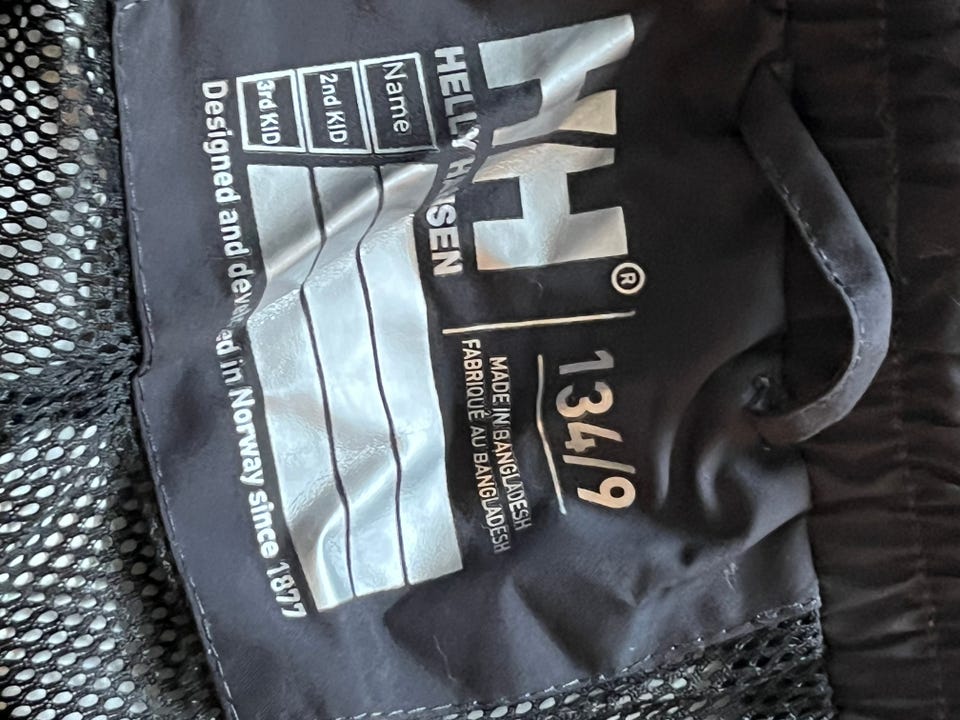 HH®
HELLY HANSEN
134/9
MADE IN BANGLADESH
FABRIQUÉ AU BANGLADESH
Name
2nd KID
3rd KID
Designed and in Norway since 1877